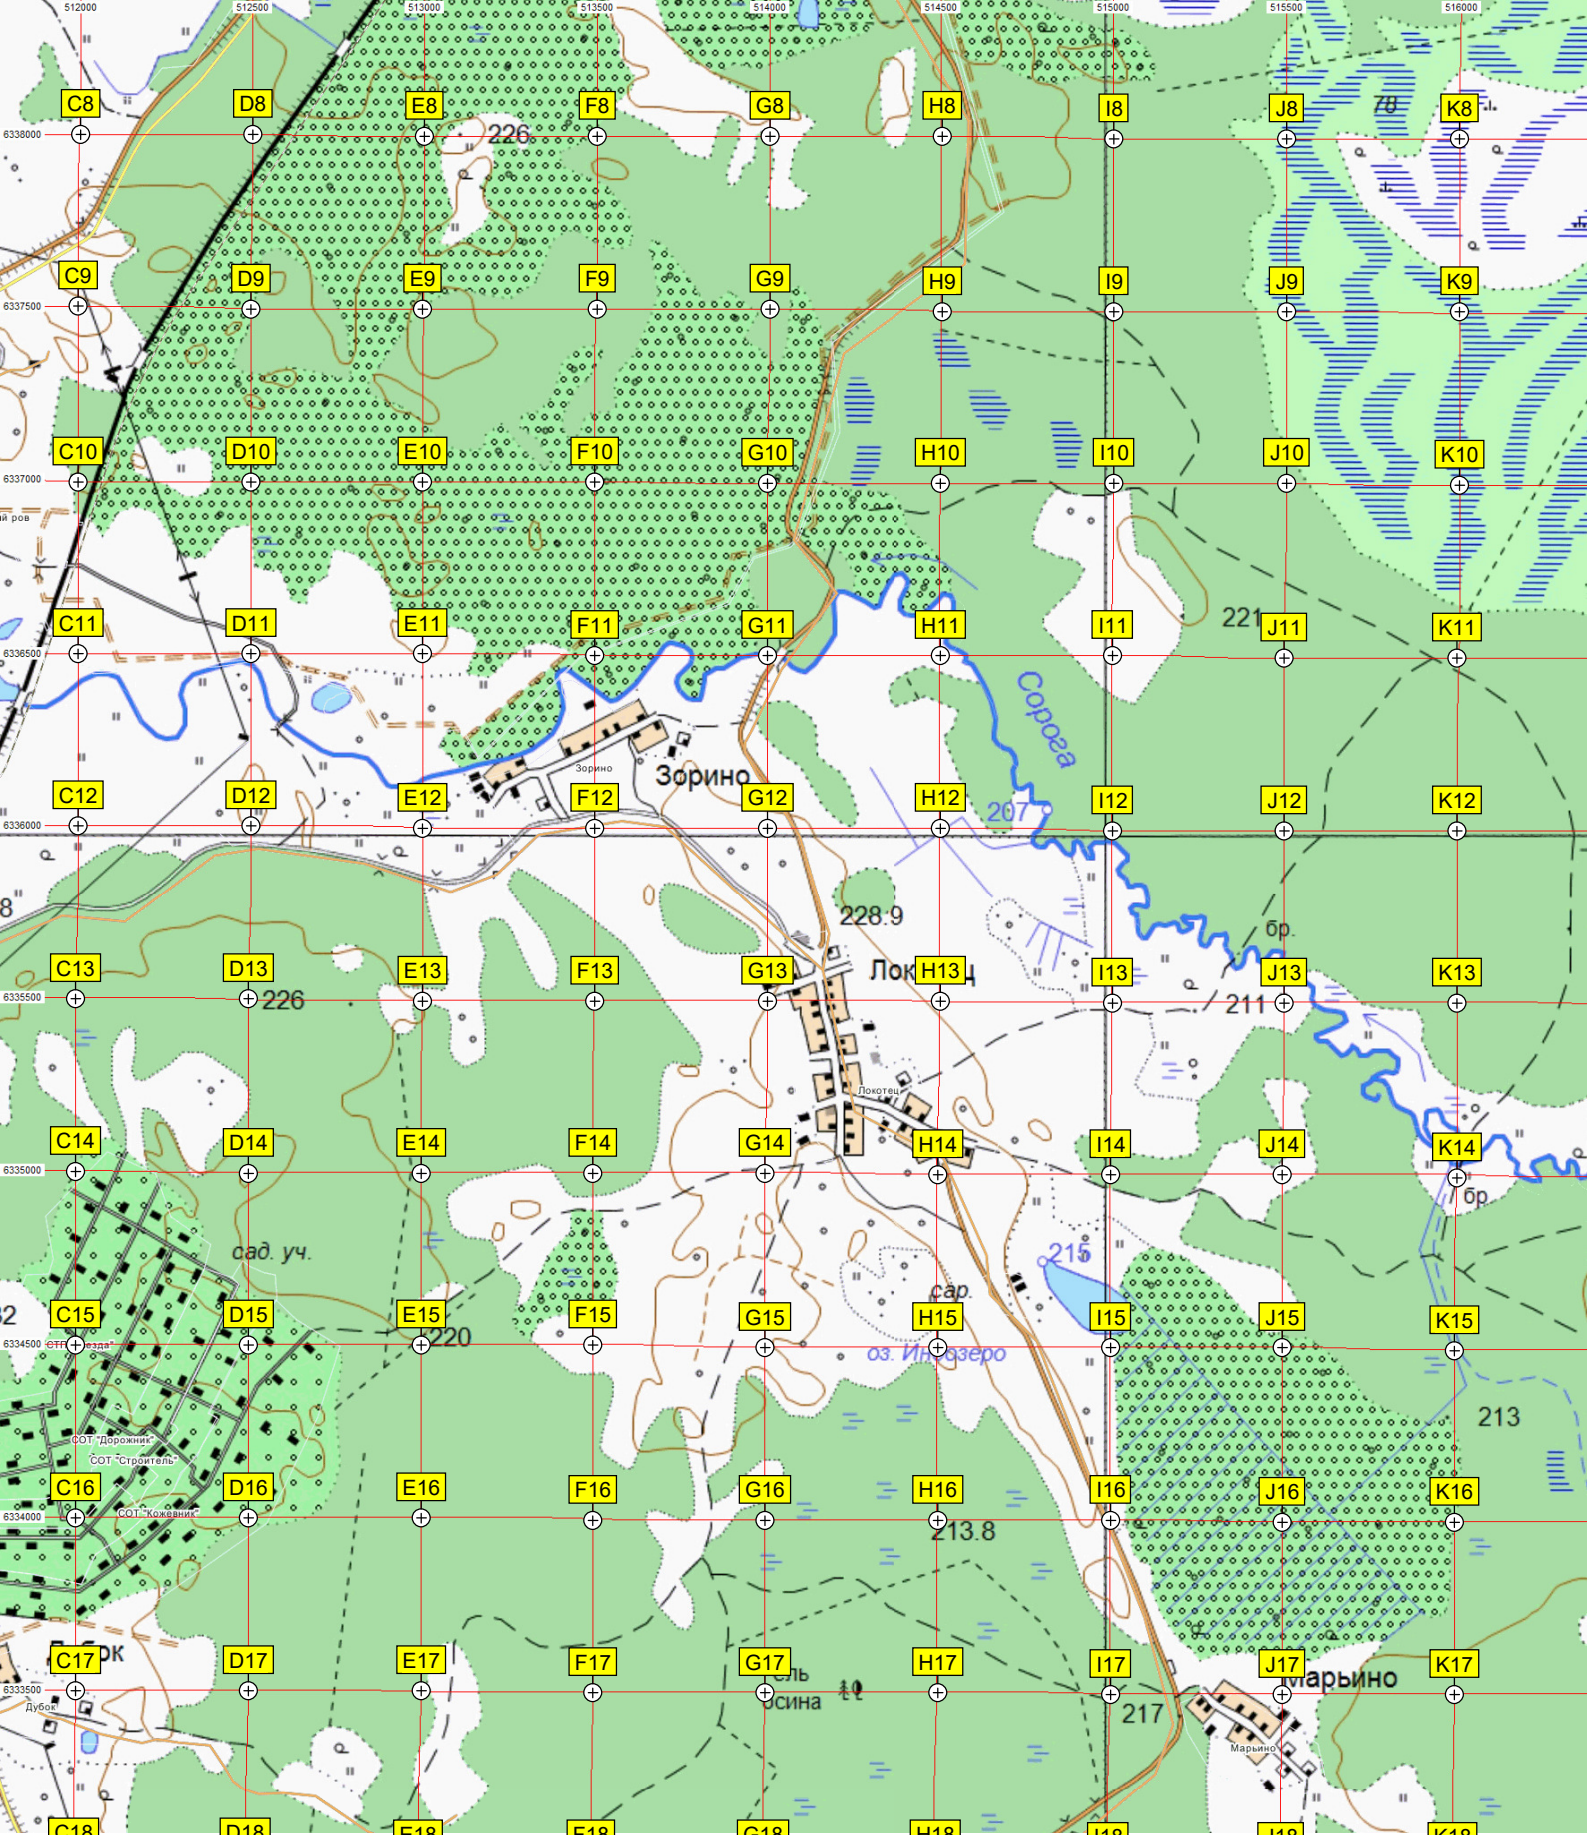 512000 512500 513000 513500 514000 514500 515000 515500 516000
C8 D8 E8 F8 G8 H8 I8 J8 K8
78
6338000
226
C9 D9 E9 F9 G9 H9 I9 J9 K9
6337500
C10 D10 E10 F10 G10 H10 I10 J10 K10
6337000
й ров
C11 D11 E11 F11 G11 H11 I11 J11 K11
221
6336500
Сорога
Зорино
Зорино
C12 D12 E12 F12 G12 H12 I12 J12 K12
207
6336000
8
228.9
бр.
C13 D13 E13 F13 G13 H13 I13 J13 K13
6335500
226
211
Локотец
C14 D14 E14 F14 G14 H14 I14 J14 K14
6335000
бр.
сад. уч.
215
сар.
C15 D15 E15 F15 G15 H15 I15 J15 K15
6334500
220
213
СОТ "Дорожник"
СОТ "Строитель"
C16 D16 E16 F16 G16 H16 I16 J16 K16
СОТ "Кожевник"
6334000
213.8
C17 D17 E17 F17 G17 H17 I17 J17 K17
Марьино
6333500
осина
Дубок
217
Марьино
C18 D18 E18 F18 G18 H18 I18 J18 K18